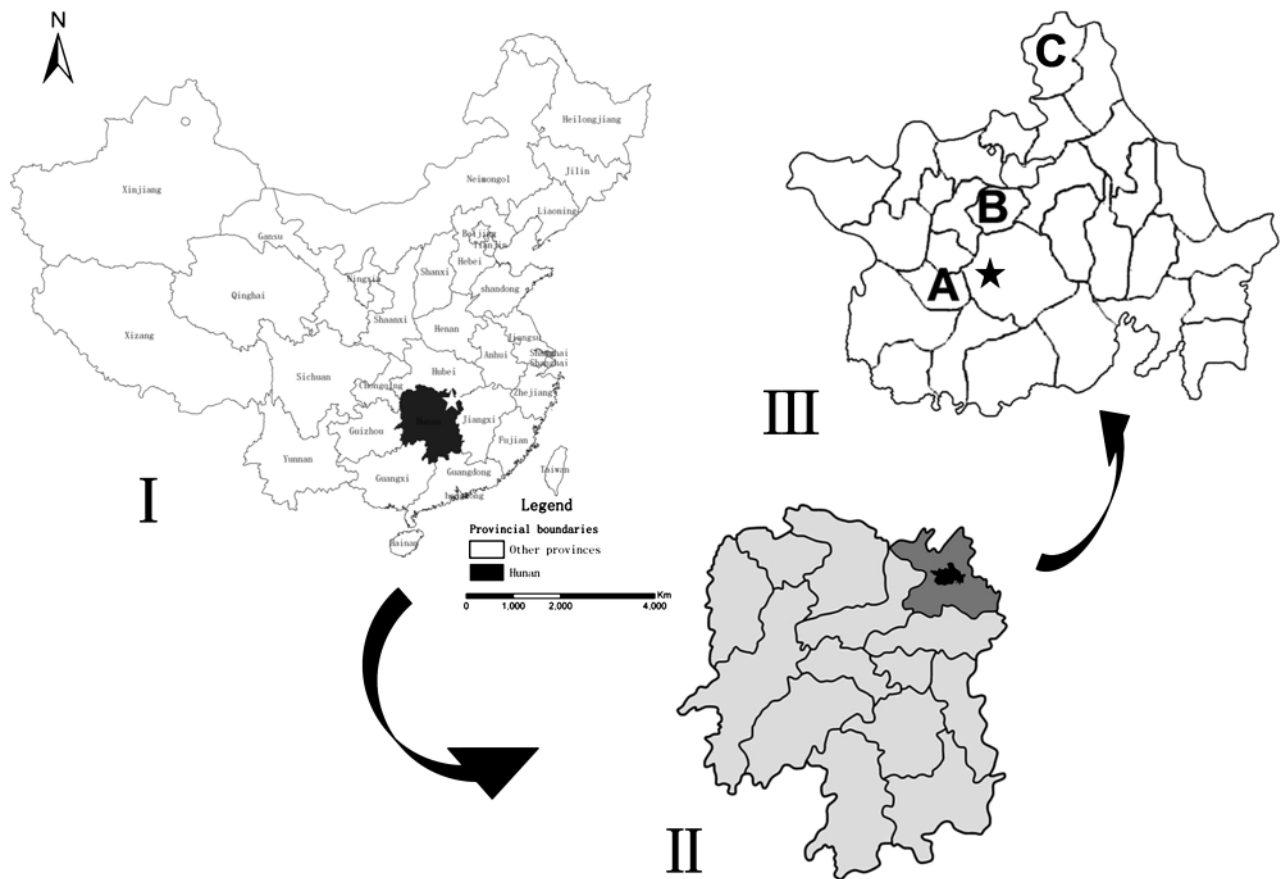 N
Heilongjiang
Jilin
Xinjiang
Neimongol
Liaoning
Gansu
Beijing
Tianjin
Hebei
Shanxi
Ningxia
shandong
Qinghai
Shaanxi
Henan
Xizang
Jiangsu
Anhui
Shanghai
Shanghai
Sichuan
Hubei
Chongqing
Zhejiang
Hunan
Jiangxi
Guizhou
Fujian
Yunnan
Taiwan
Guangxi
Guangdong
Hainan
I
Legend
Provincial boundaries
Other provinces
Hunan
Km
0 1,000 2,000 4,000
C
B
A
III
II